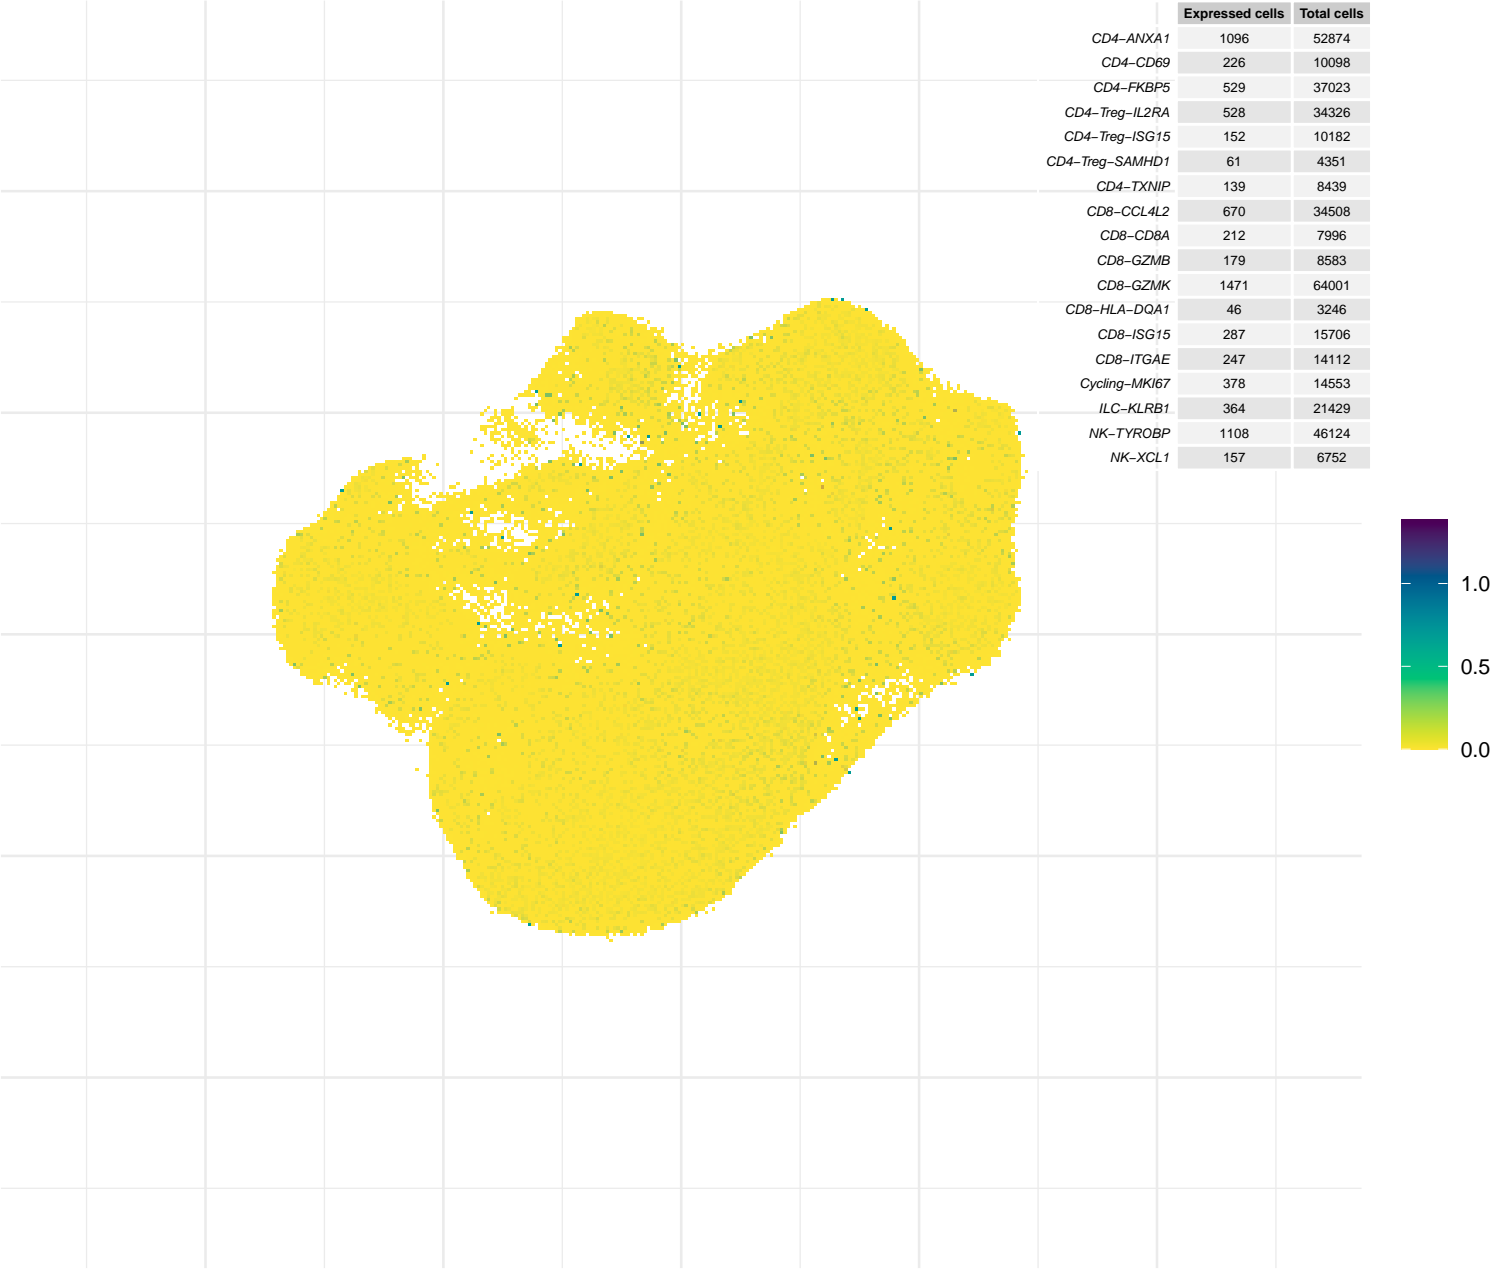 Expressed cells Total cells
CD4−ANXA1 1096 52874
CD4−CD69 226 10098
CD4−FKBP5 529 37023
CD4−Treg−IL2RA 528 34326
CD4−Treg−ISG15 152 10182
CD4−Treg−SAMHD1 61 4351
CD4−TXNIP 139 8439
CD8−CCL4L2 670 34508
CD8−CD8A 212 7996
CD8−GZMB 179 8583
CD8−GZMK 1471 64001
CD8−HLA−DQA1 46 3246
CD8−ISG15 287 15706
CD8−ITGAE 247 14112
Cycling−MKI67 378 14553
ILC−KLRB1 364 21429
NK−TYROBP 1108 46124
NK−XCL1 157 6752
1.0
0.5
0.0